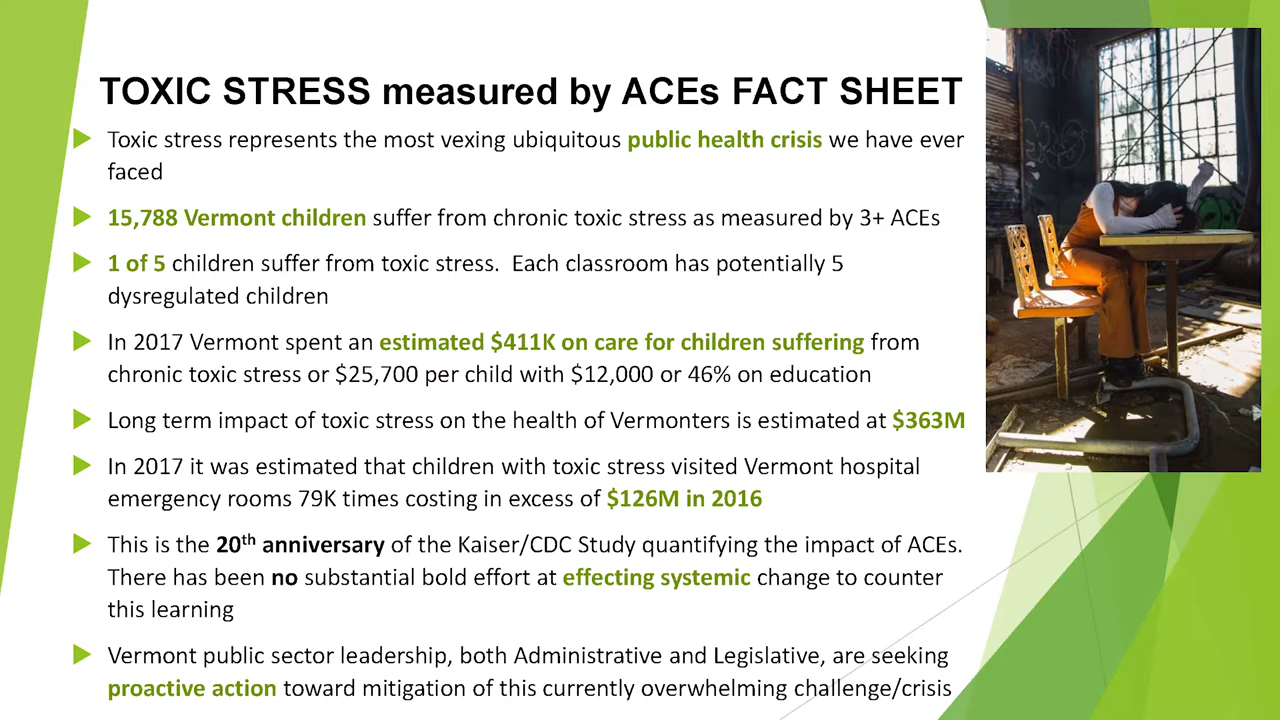 TOXIC STRESS measured by ACEs FACT SHEET
Toxic stress represents the most vexing ubiquitous public health crisis we have ever
faced
15,788 Vermont children suffer from chronic toxic stress as measured by 3+ ACEs
1 of 5 children suffer from toxic stress. Each classroom has potentially 5
dysregulated children
In 2017 Vermont spent an estimated $411K on care for children suffering from
chronic toxic stress or $25,700 per child with $12,000 or 46% on education
Long term impact of toxic stress on the health of Vermonters is estimated at $363M
In 2017 it was estimated that children with toxic stress visited Vermont hospital
emergency rooms 79K times costing in excess of $126M in 2016
This is the 20th anniversary of the Kaiser/CDC Study quantifying the impact of ACEs.
There has been no substantial bold effort at effecting systemic change to counter
this learning
Vermont public sector leadership, both Administrative and Legislative, are seeking
proactive action toward mitigation of this currently overwhelming challenge/crisis